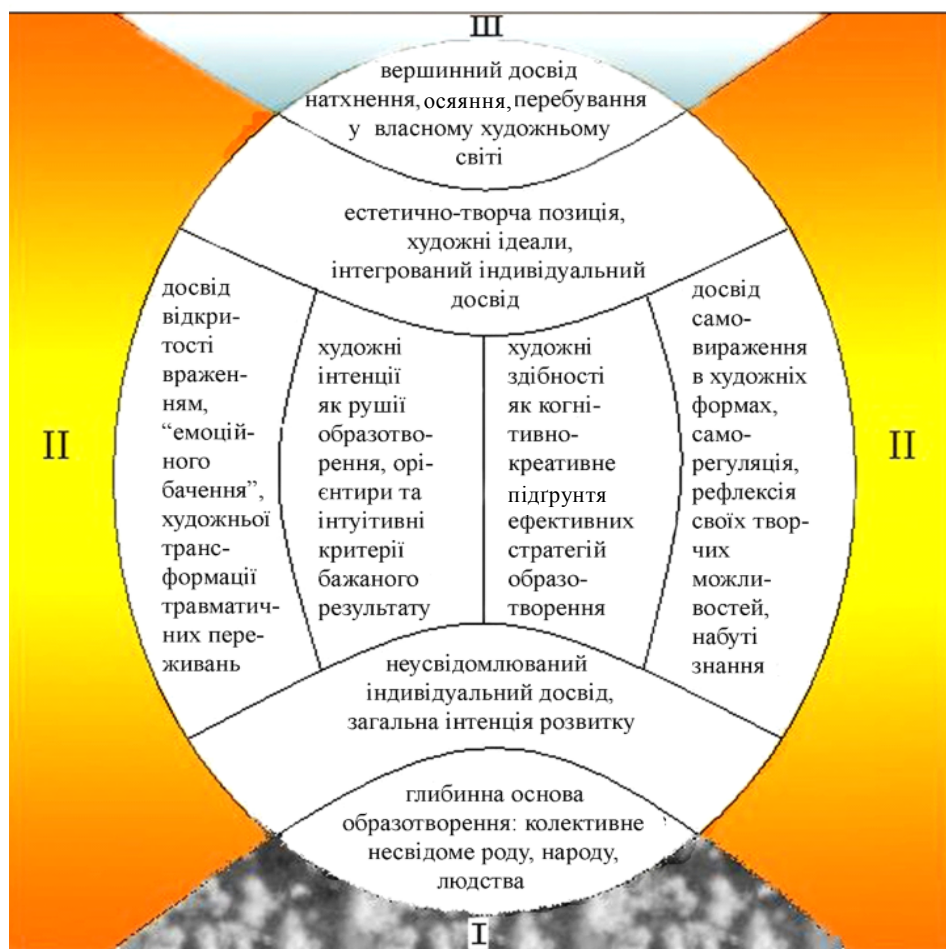 III
вершинний досвід
натхнення, осяяння, перебування
у власному художньому
світі
естетично-творча позиція,
художні ідеали,
інтегрований індивідуальний
досвід
II
досвід
відкри-
тості
вражен-
ням,
“емоцій-
ного
бачення”,
художньої
транс-
формації
травматич-
них пере-
живань
художні
інтенції
як рушії
образотво-
рення, орі-
єнтири та
інтуітивні
критерії
бажаного
результату
художні
здібності
як когні-
тивно-
креативне
підґрунтя
ефективних
стратегій
образо-
творення
досвід
само-
вираження
в художніх
формах,
само-
регуляція,
рефлексія
своїх твор-
чих
можли-
востей,
набуті
знання
II
неусвідомлюваний
індивідуальний досвід,
загальна інтенція розвитку
глибинна основа
образотворення: колективне
несвідоме роду, народу,
людства
I